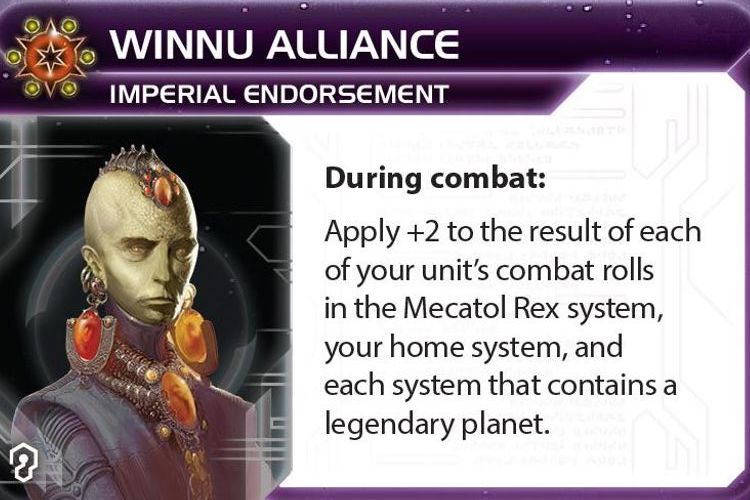 WINNU ALLIANCE
IMPERIAL ENDORSEMENT
During combat:
Apply +2 to the result of each
of your unit's combat rolls
in the Mecatol Rex system,
your home system, and
each system that contains a
legendary planet.